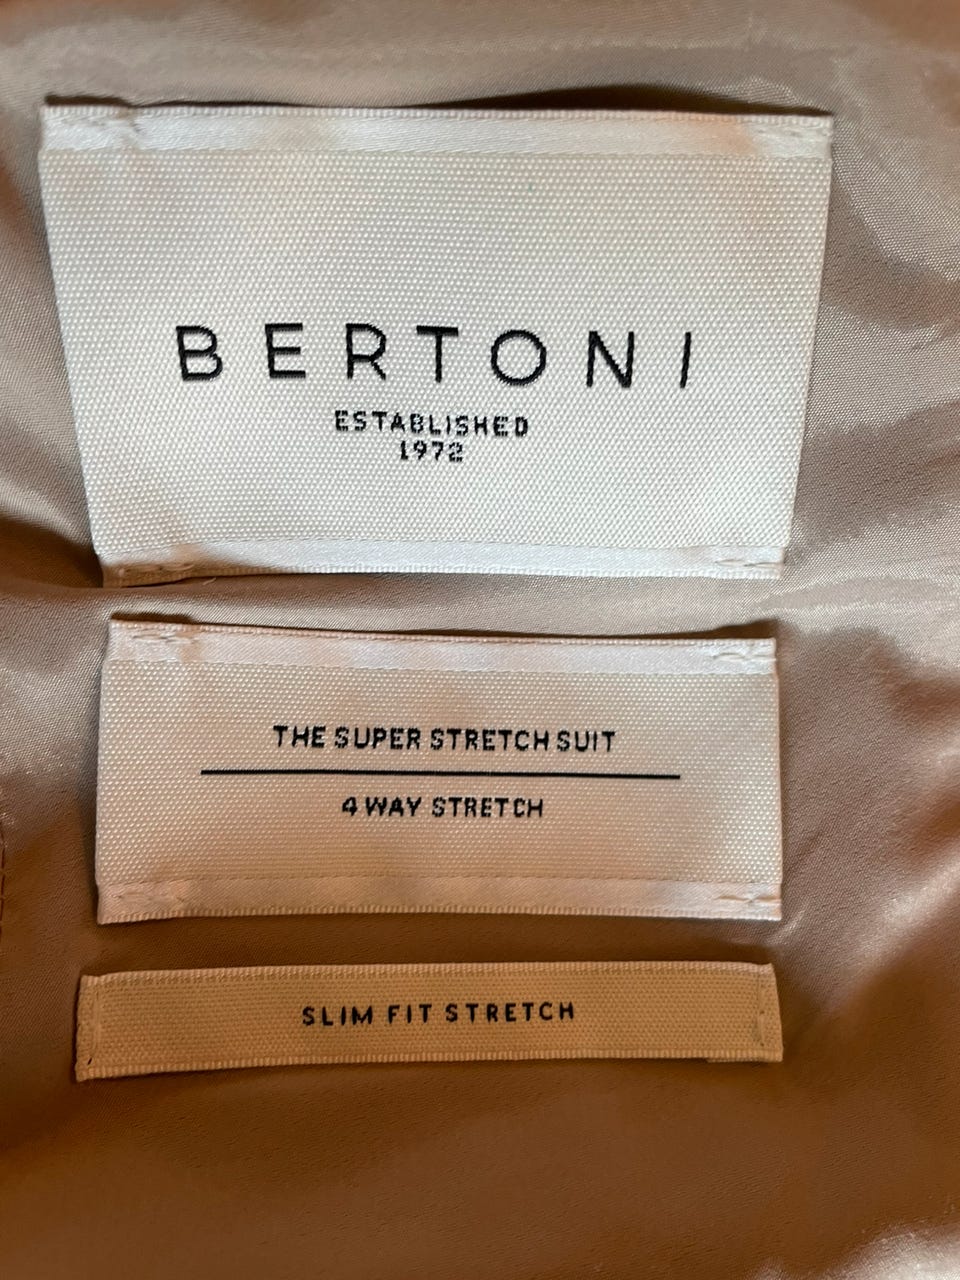 BERTONI
ESTABLISHED
1972
THE SUPER STRETCH SUIT
4 WAY STRETCH
SLIM FIT STRETCH